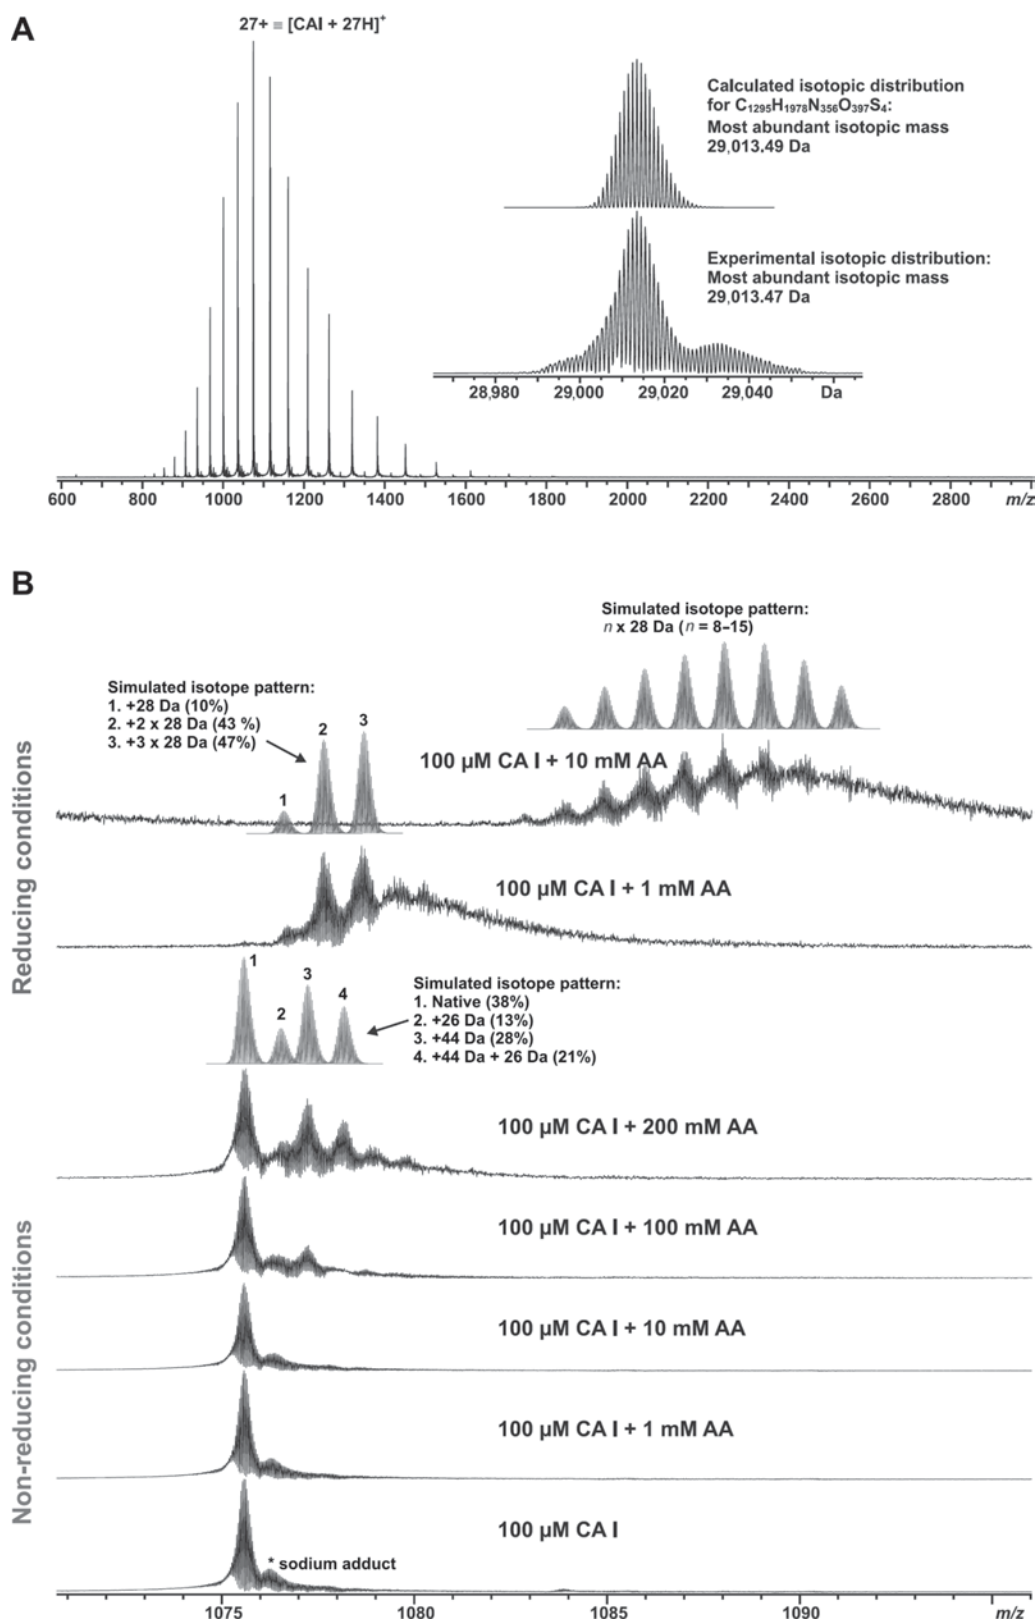 A
27+ ≡ [CAI + 27H]⁺
Calculated isotopic distribution
for C₁₂₉₅H₁₉₇₈N₃₅₆O₃₉₇S₄:
Most abundant isotopic mass
29,013.49 Da
Experimental isotopic distribution:
Most abundant isotopic mass
29,013.47 Da
28,980 29,000 29,020 29,040 Da
600 800 1000 1200 1400 1600 1800 2000 2200 2400 2600 2800 m/z
B
Simulated isotope pattern:
n x 28 Da (n = 8–15)
Simulated isotope pattern:
1. +28 Da (10%)
2. +2 x 28 Da (43 %)
3. +3 x 28 Da (47%)
1 2 3
100 µM CA I + 10 mM AA
100 µM CA I + 1 mM AA
Reducing conditions
1 2 3 4
Simulated isotope pattern:
1. Native (38%)
2. +26 Da (13%)
3. +44 Da (28%)
4. +44 Da + 26 Da (21%)
100 µM CA I + 200 mM AA
100 µM CA I + 100 mM AA
100 µM CA I + 10 mM AA
100 µM CA I + 1 mM AA
100 µM CA I
Non-reducing conditions
* sodium adduct
1075 1080 1085 1090 m/z